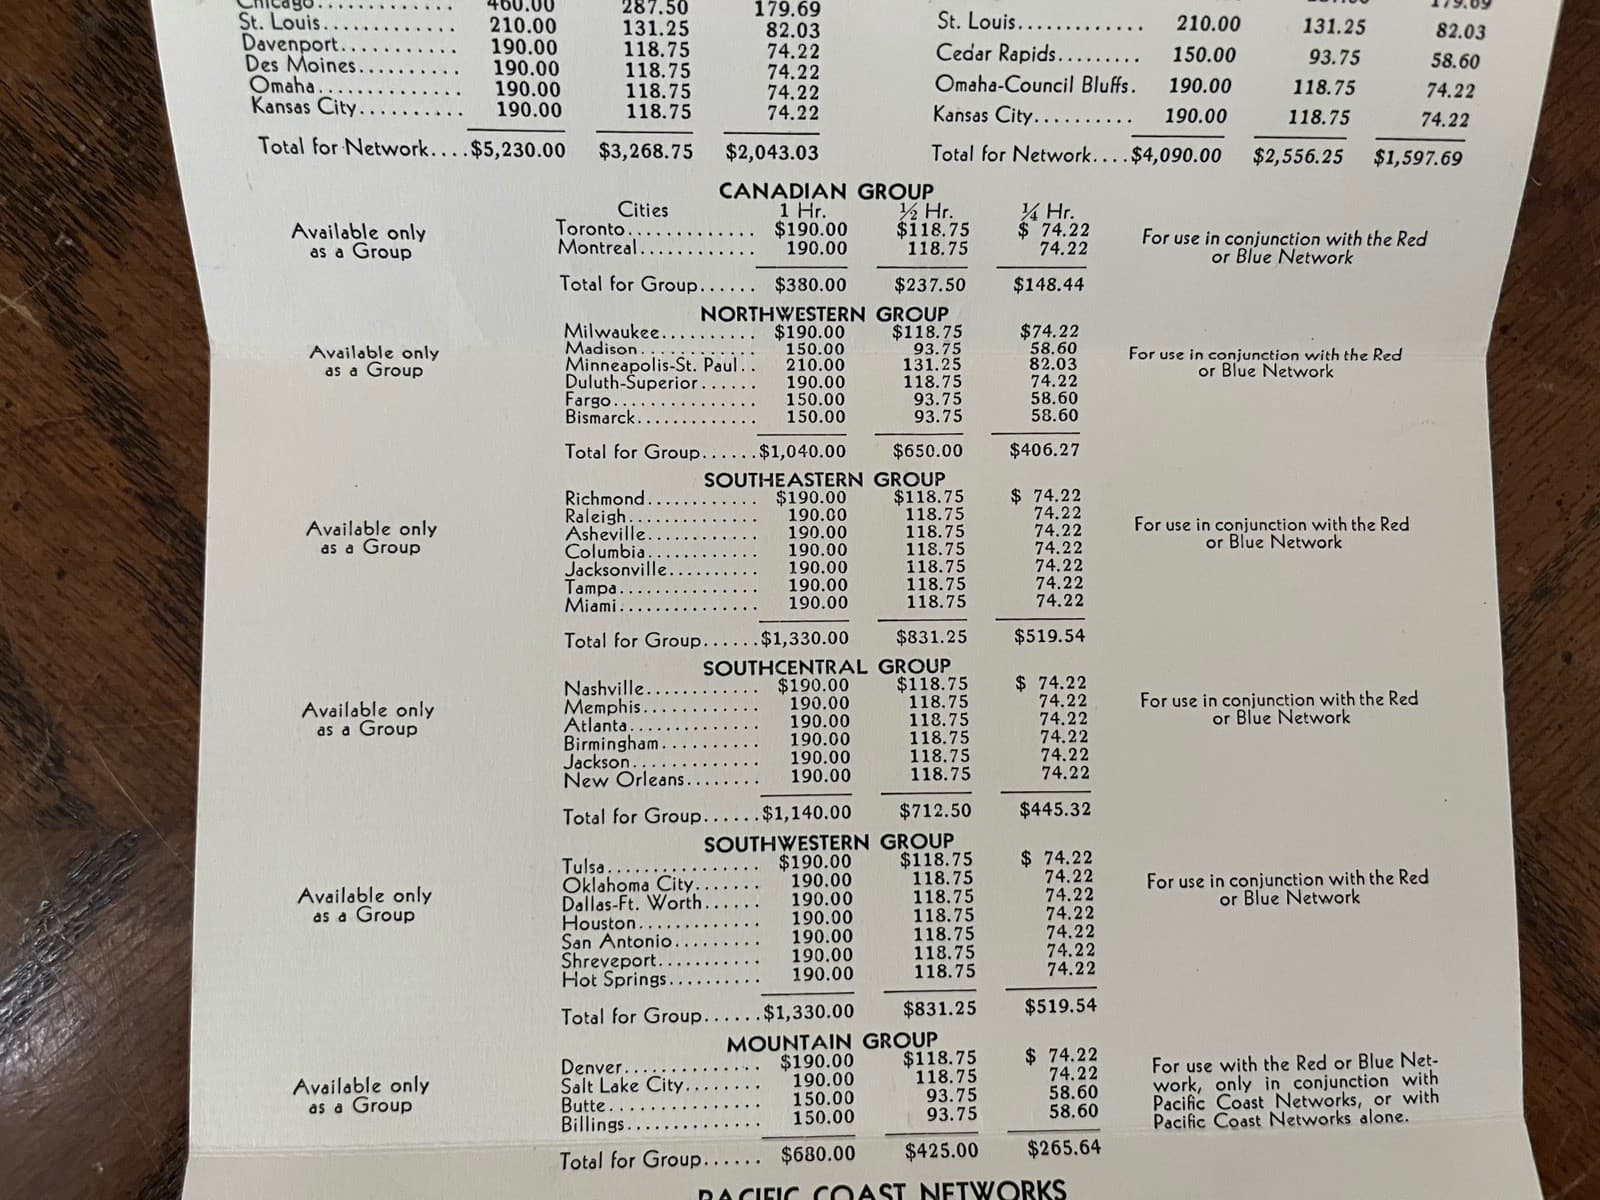 Chicago............. 460.00 287.50 179.69
St. Louis............. 210.00 131.25 82.03
Davenport........... 190.00 118.75 74.22
Des Moines.......... 190.00 118.75 74.22
Omaha.............. 190.00 118.75 74.22
Kansas City.......... 190.00 118.75 74.22
Total for Network....$5,230.00 $3,268.75 $2,043.03
179.69
St. Louis............. 210.00 131.25 82.03
Cedar Rapids......... 150.00 93.75 58.60
Omaha-Council Bluffs. 190.00 118.75 74.22
Kansas City.......... 190.00 118.75 74.22
Total for Network....$4,090.00 $2,556.25 $1,597.69
CANADIAN GROUP
Cities 1 Hr. ½ Hr. ¼ Hr.
Available only
as a Group
Toronto............. $190.00 $118.75 $ 74.22
Montreal............ 190.00 118.75 74.22
Total for Group...... $380.00 $237.50 $148.44
For use in conjunction with the Red
or Blue Network
NORTHWESTERN GROUP
Available only
as a Group
Milwaukee.......... $190.00 $118.75 $74.22
Madison............ 150.00 93.75 58.60
Minneapolis-St. Paul.. 210.00 131.25 82.03
Duluth-Superior...... 190.00 118.75 74.22
Fargo............... 150.00 93.75 58.60
Bismarck............. 150.00 93.75 58.60
Total for Group......$1,040.00 $650.00 $406.27
For use in conjunction with the Red
or Blue Network
SOUTHEASTERN GROUP
Available only
as a Group
Richmond............ $190.00 $118.75 $ 74.22
Raleigh.............. 190.00 118.75 74.22
Asheville............ 190.00 118.75 74.22
Columbia............ 190.00 118.75 74.22
Jacksonville.......... 190.00 118.75 74.22
Tampa............... 190.00 118.75 74.22
Miami............... 190.00 118.75 74.22
Total for Group......$1,330.00 $831.25 $519.54
For use in conjunction with the Red
or Blue Network
SOUTHCENTRAL GROUP
Available only
as a Group
Nashville............ $190.00 $118.75 $ 74.22
Memphis............ 190.00 118.75 74.22
Atlanta.............. 190.00 118.75 74.22
Birmingham.......... 190.00 118.75 74.22
Jackson............. 190.00 118.75 74.22
New Orleans........ 190.00 118.75 74.22
Total for Group......$1,140.00 $712.50 $445.32
For use in conjunction with the Red
or Blue Network
SOUTHWESTERN GROUP
Available only
as a Group
Tulsa................ $190.00 $118.75 $ 74.22
Oklahoma City....... 190.00 118.75 74.22
Dallas-Ft. Worth...... 190.00 118.75 74.22
Houston............. 190.00 118.75 74.22
San Antonio......... 190.00 118.75 74.22
Shreveport........... 190.00 118.75 74.22
Hot Springs.......... 190.00 118.75 74.22
Total for Group......$1,330.00 $831.25 $519.54
For use in conjunction with the Red
or Blue Network
MOUNTAIN GROUP
Available only
as a Group
Denver.............. $190.00 $118.75 $ 74.22
Salt Lake City........ 190.00 118.75 74.22
Butte................ 150.00 93.75 58.60
Billings.............. 150.00 93.75 58.60
Total for Group...... $680.00 $425.00 $265.64
For use with the Red or Blue Net-
work, only in conjunction with
Pacific Coast Networks, or with
Pacific Coast Networks alone.
PACIFIC COAST NETWORKS